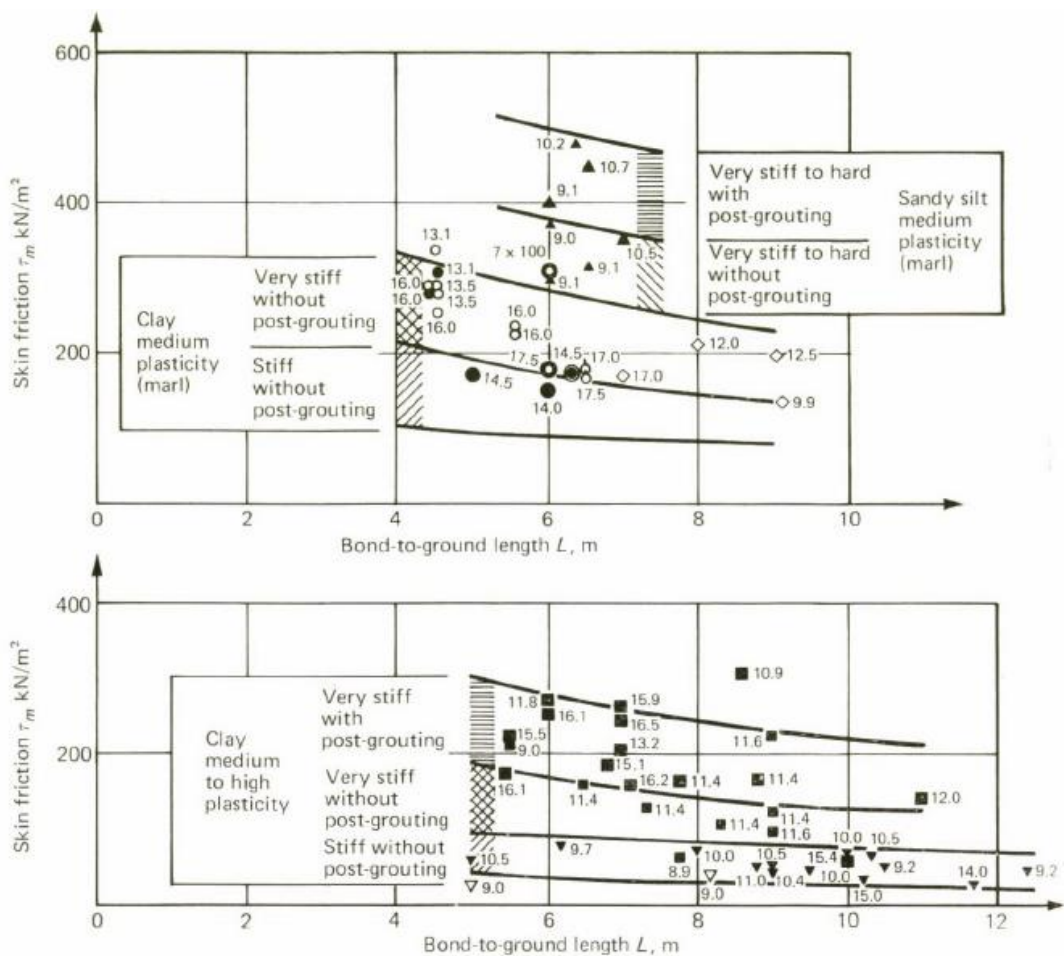 600
10.2
10.7
Skin friction τm kN/m²
400
9.1
9.0
10.5
13.1
7 × 100
9.1
9.1
Very stiff to hard
with
post-grouting
Very stiff to hard
without
post-grouting
Sandy silt
medium
plasticity
(marl)
Clay
medium
plasticity
(marl)
Very stiff
without
post-grouting
Stiff
without
post-grouting
13.1
16.0
13.5
16.0
13.5
16.0
16.0
16.0
200
17.5
14.5
17.0
12.0
12.5
14.5
17.5
17.0
14.0
9.9
0
0
2
4
6
8
10
Bond-to-ground length L, m
400
Skin friction τm kN/m²
10.9
Clay
medium
to high
plasticity
Very stiff
with
post-grouting
Very stiff
without
post-grouting
Stiff without
post-grouting
11.8
15.9
16.1
16.5
11.6
15.5
9.0
13.2
200
15.1
16.1
11.4
16.2
11.4
11.4
12.0
11.4
11.4
11.4
11.6
10.0
10.5
10.5
9.7
10.0
10.5
15.4
9.2
14.0
9.2
8.9
11.0
10.4
10.0
9.0
9.0
15.0
0
0
2
4
6
8
10
12
Bond-to-ground length L, m